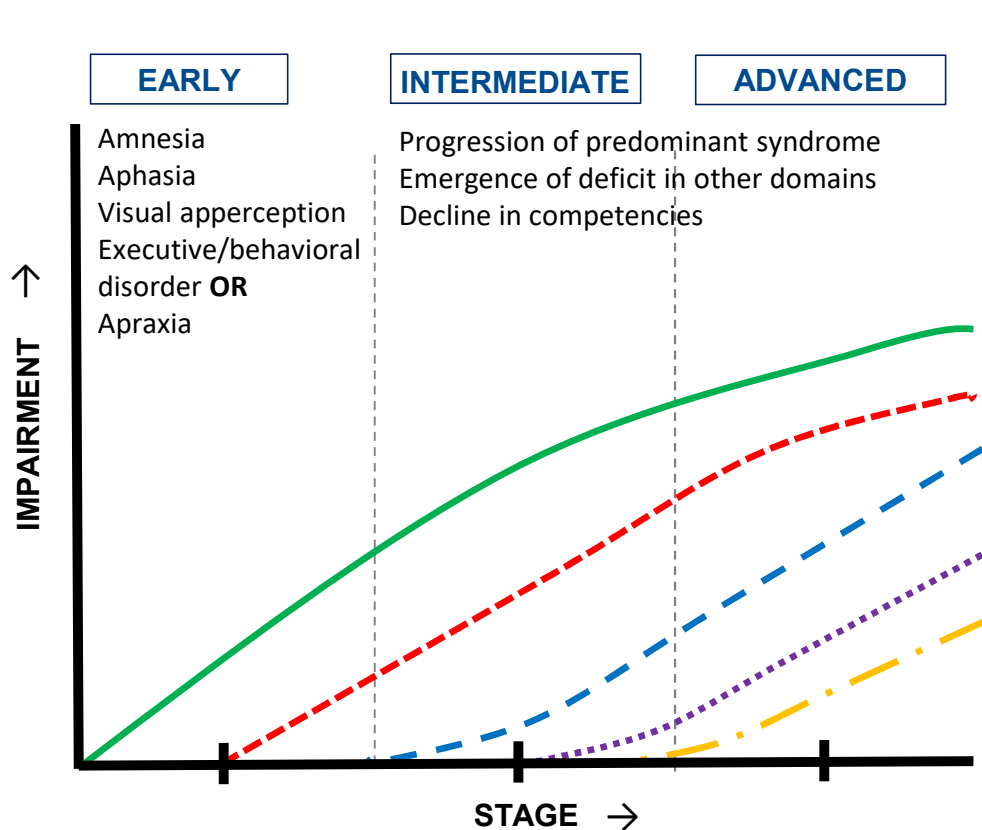 EARLY
INTERMEDIATE
ADVANCED
Amnesia
Aphasia
Visual apperception
Executive/behavioral
disorder OR
Apraxia
Progression of predominant syndrome
Emergence of deficit in other domains
Decline in competencies
IMPAIRMENT →
STAGE →